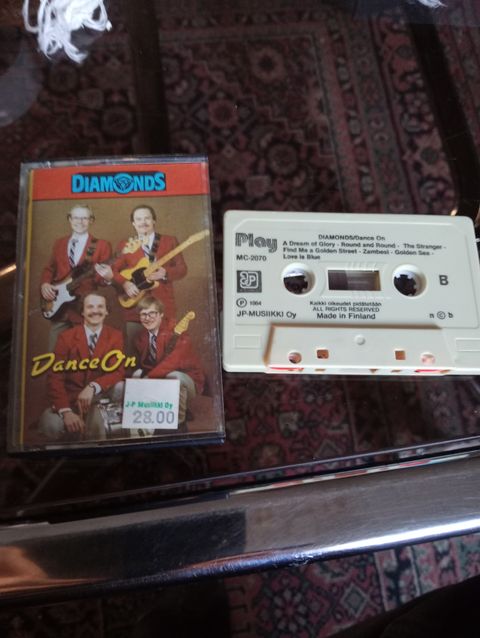 DIAMONDS
Dance On
J-P Musiikki Oy
28.00
Play
MC-2070
DIAMONDS/Dance On
A Dream of Glory - Round and Round - The Stranger -
Find Me a Golden Street - Zambesi - Golden Sea -
Love is Blue
B
JP
℗ 1984
JP-MUSIIKKI Oy
Kaikki oikeudet pidätetään
ALL RIGHTS RESERVED
Made in Finland
n © b